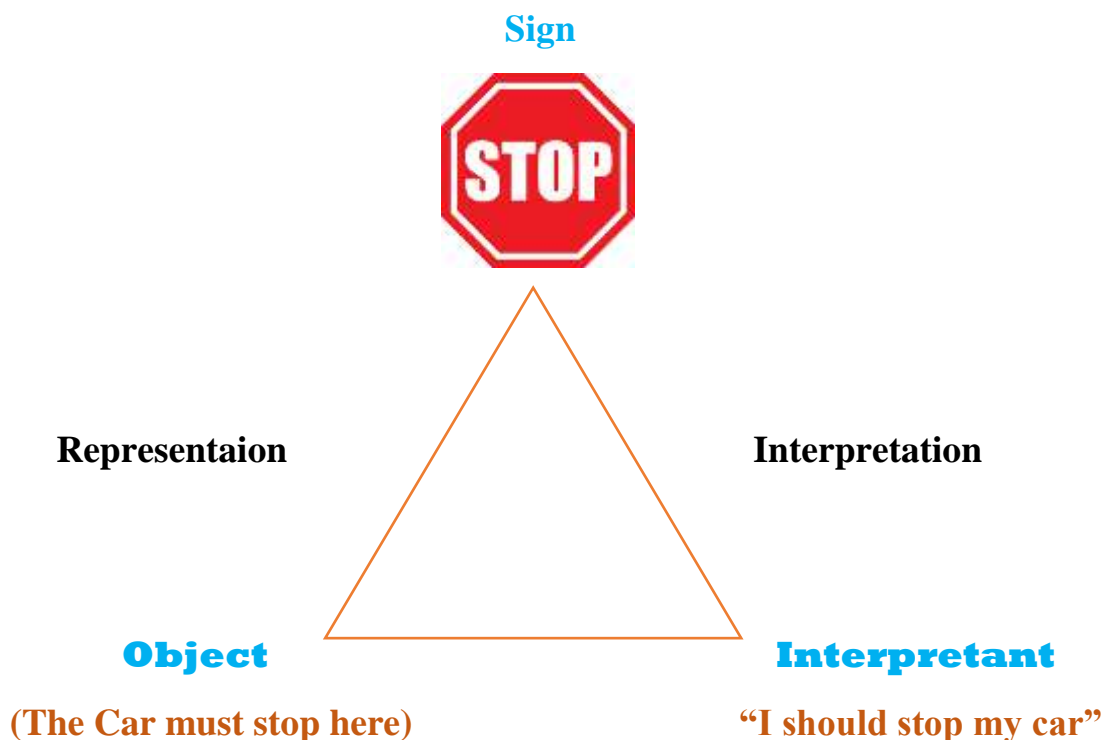 Sign
STOP
Representaion
Interpretation
Object
Interpretant
(The Car must stop here)
“I should stop my car”